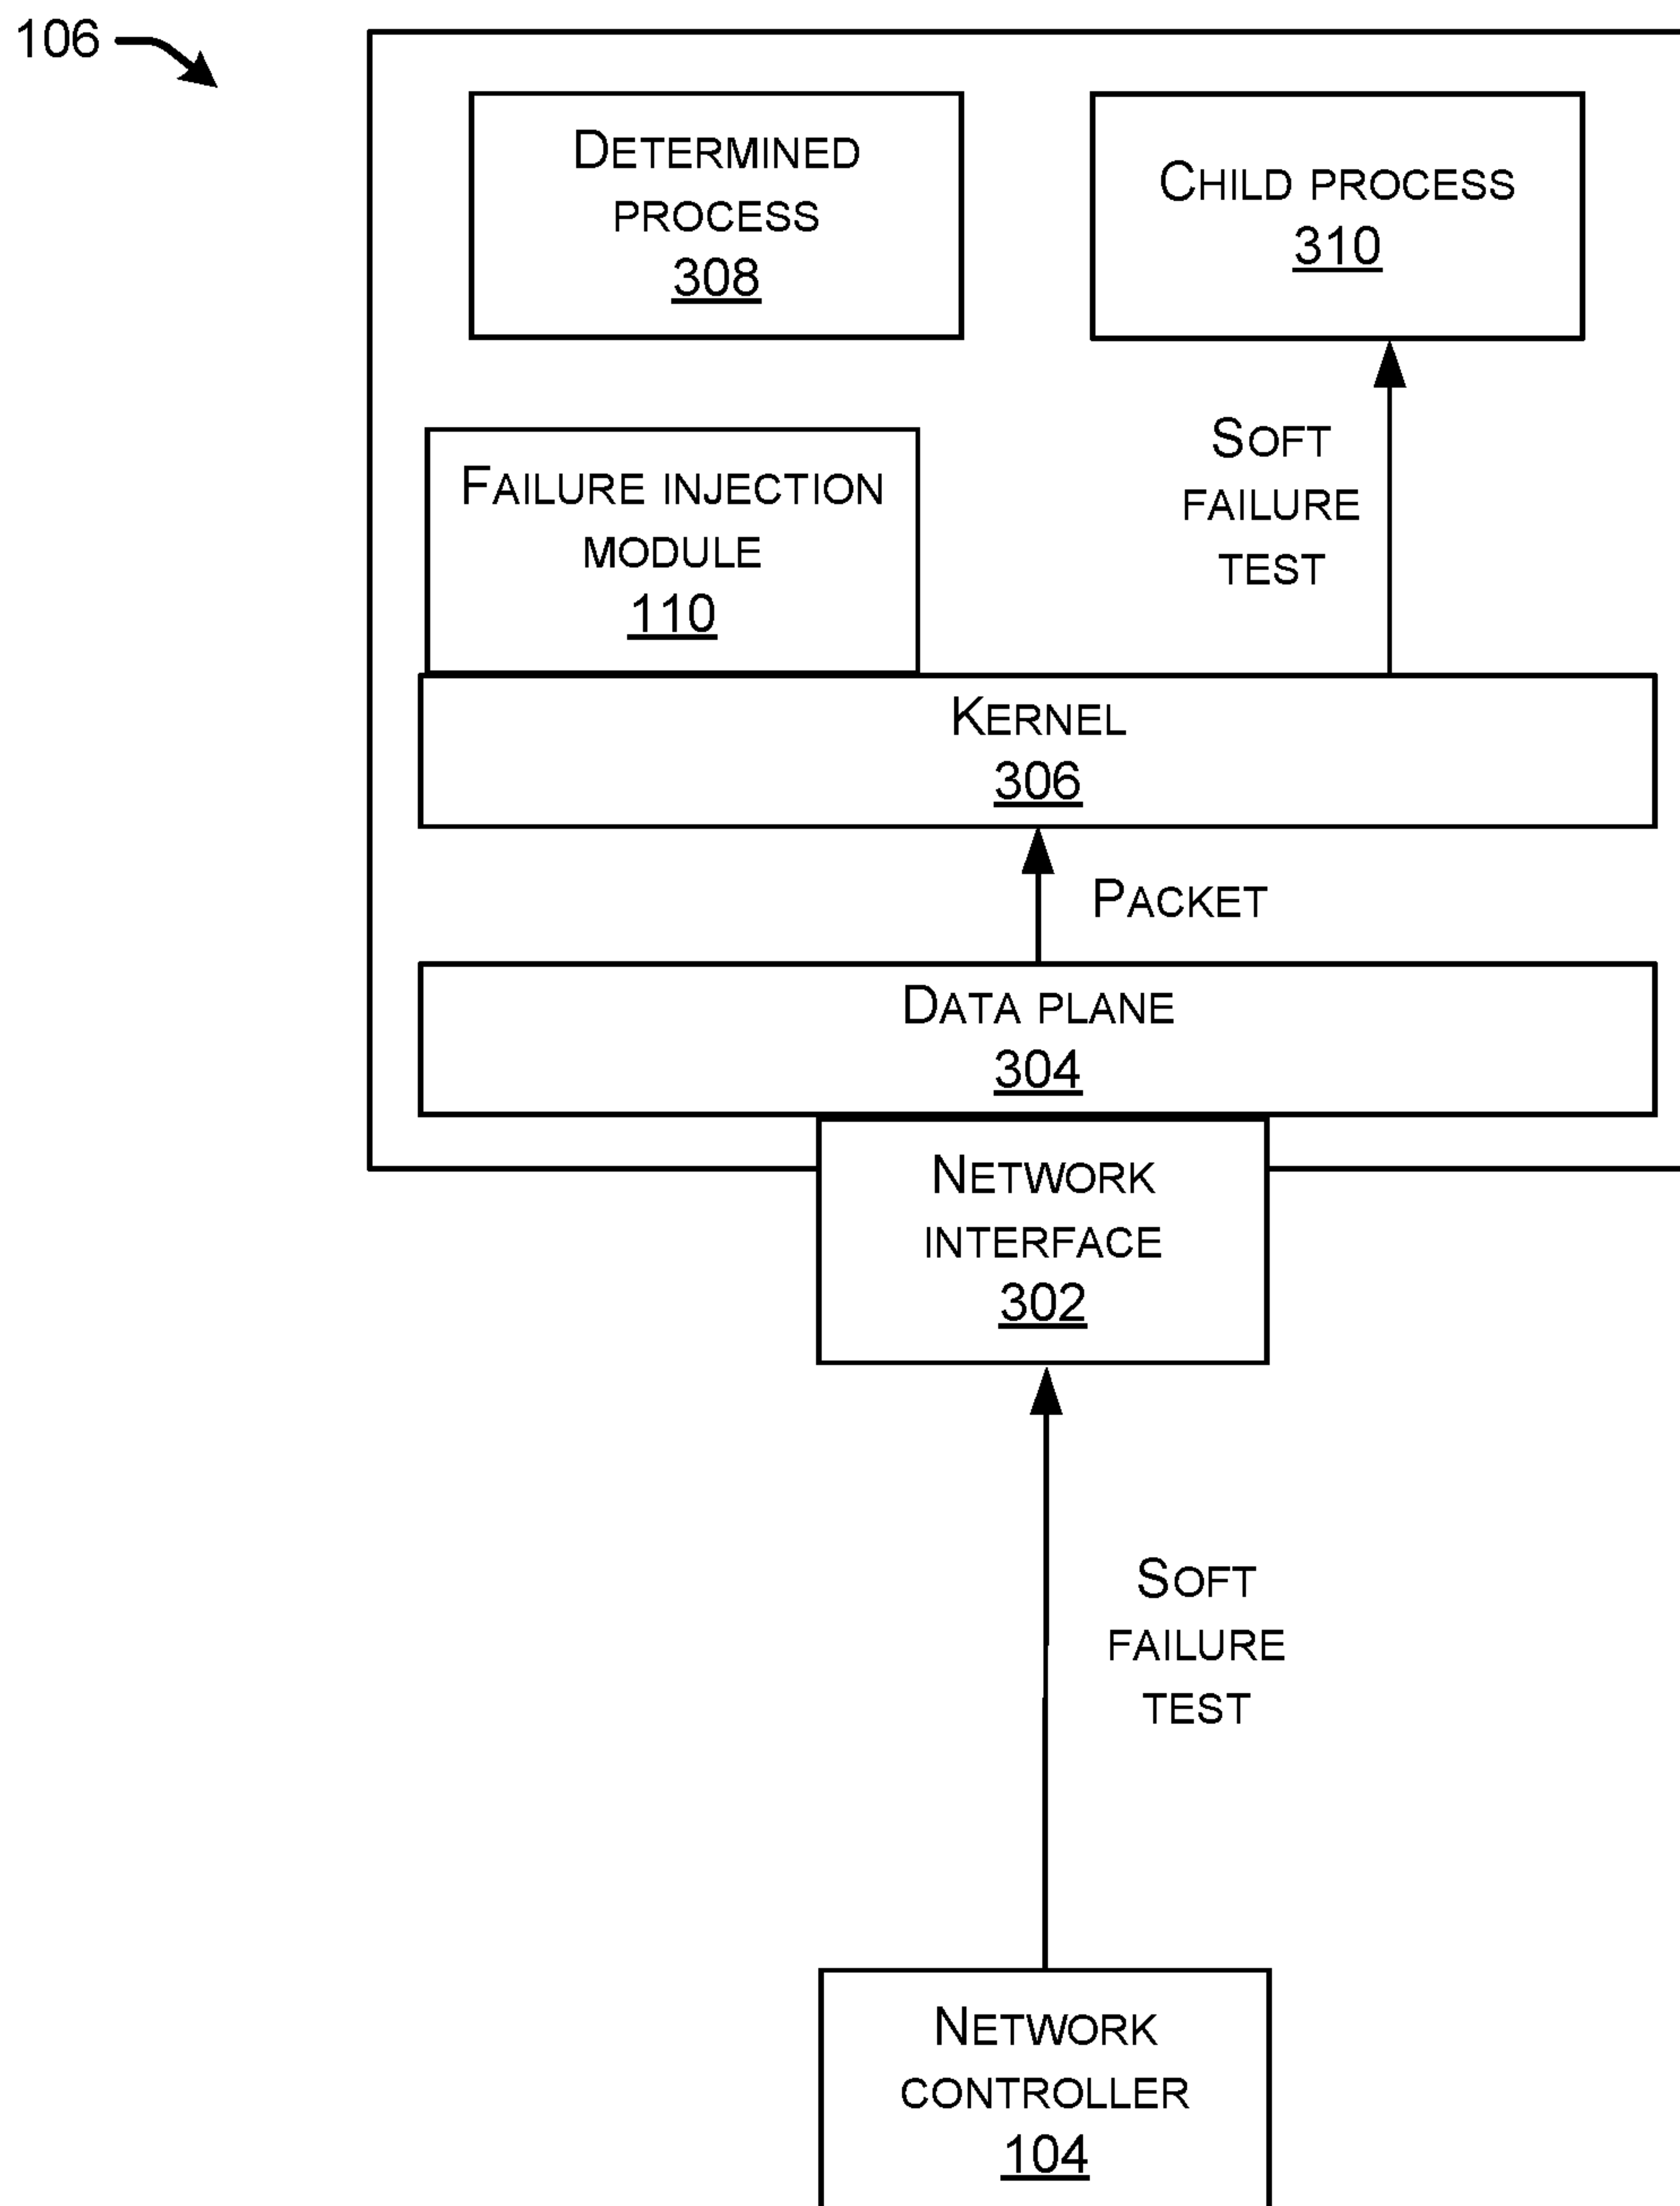 106
DETERMINED
PROCESS
308
CHILD PROCESS
310
FAILURE INJECTION
MODULE
110
SOFT
FAILURE
TEST
KERNEL
306
PACKET
DATA PLANE
304
NETWORK
INTERFACE
302
SOFT
FAILURE
TEST
NETWORK
CONTROLLER
104